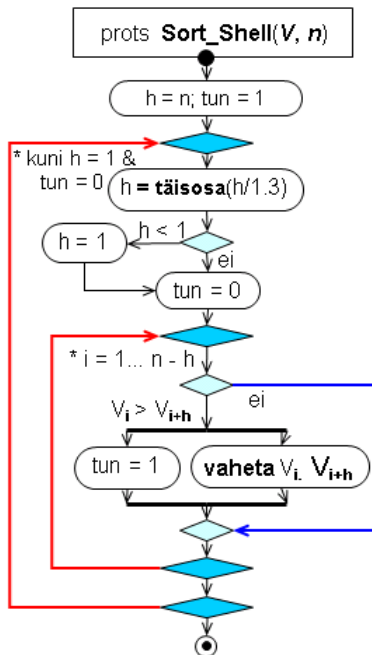 prots Sort_Shell(V, n)
h = n; tun = 1
* kuni h = 1 &
tun = 0
h = täisosa(h/1.3)
h < 1
h = 1
ei
tun = 0
* i = 1... n - h
ei
Vi > Vi+h
tun = 1
vaheta Vi, Vi+h